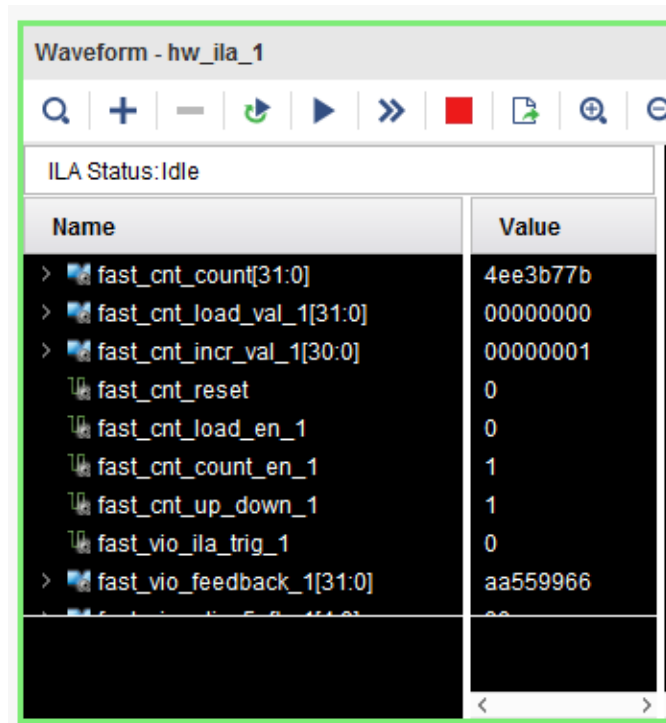 Waveform - hw_ila_1
ILA Status:Idle
Name Value
fast_cnt_count[31:0] 4ee3b77b
fast_cnt_load_val_1[31:0] 00000000
fast_cnt_incr_val_1[30:0] 00000001
fast_cnt_reset 0
fast_cnt_load_en_1 0
fast_cnt_count_en_1 1
fast_cnt_up_down_1 1
fast_vio_ila_trig_1 0
fast_vio_feedback_1[31:0] aa559966